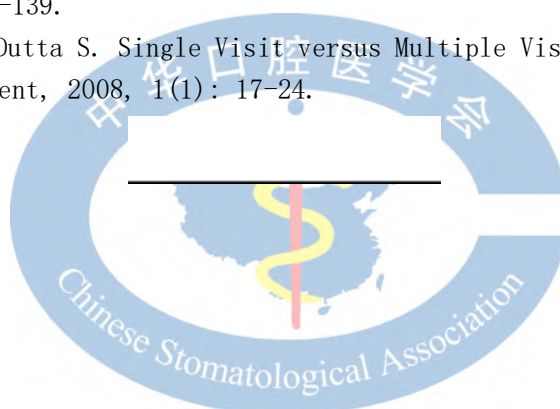 -139.
Dutta S. Single Visit versus Multiple Vis
ent, 2008, 1(1): 17-24.
中华口腔医学会
Chinese Stomatological Association